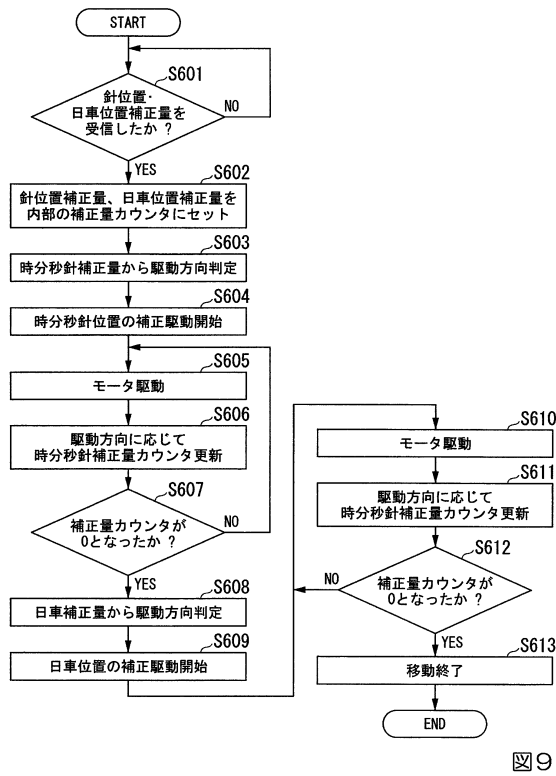 START
S601
針位置・
日車位置補正量を
受信したか ?
NO
YES
S602
針位置補正量、日車位置補正量を
内部の補正量カウンタにセット
S603
時分秒針補正量から駆動方向判定
S604
時分秒針位置の補正駆動開始
S605
モータ駆動
S606
駆動方向に応じて
時分秒針補正量カウンタ更新
S607
補正量カウンタが
0となったか ?
NO
YES
S608
日車補正量から駆動方向判定
S609
日車位置の補正駆動開始
S610
モータ駆動
S611
駆動方向に応じて
時分秒針補正量カウンタ更新
S612
補正量カウンタが
0となったか ?
NO
YES
S613
移動終了
END
図9